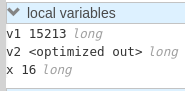 local variables
v1 15213 long
v2 <optimized out> long
x 16 long